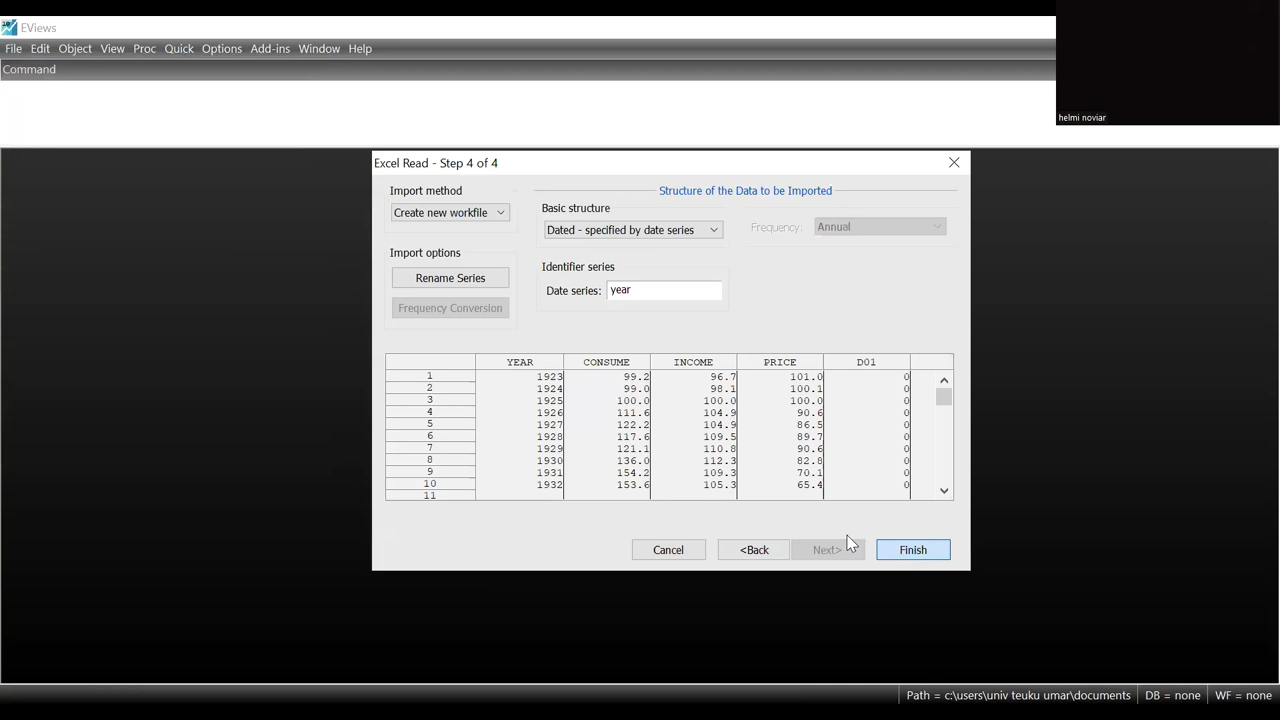 EViews
File Edit Object View Proc Quick Options Add-ins Window Help
Command
helmi noviar
Excel Read - Step 4 of 4
Import method
Create new workfile
Import options
Rename Series
Frequency Conversion
Structure of the Data to be Imported
Basic structure
Dated - specified by date series
Frequency: Annual
Identifier series
Date series: year
YEAR CONSUME INCOME PRICE D01
1 1923 99.2 96.7 101.0 0
2 1924 99.0 98.1 100.1 0
3 1925 100.0 100.0 100.0 0
4 1926 111.6 104.9 90.6 0
5 1927 122.2 104.9 86.5 0
6 1928 117.6 109.5 89.7 0
7 1929 121.1 110.8 90.6 0
8 1930 136.0 112.3 82.8 0
9 1931 154.2 109.3 70.1 0
10 1932 153.6 105.3 65.4 0
11
Cancel <Back Next> Finish
Path = c:\users\univ teuku umar\documents DB = none WF = none